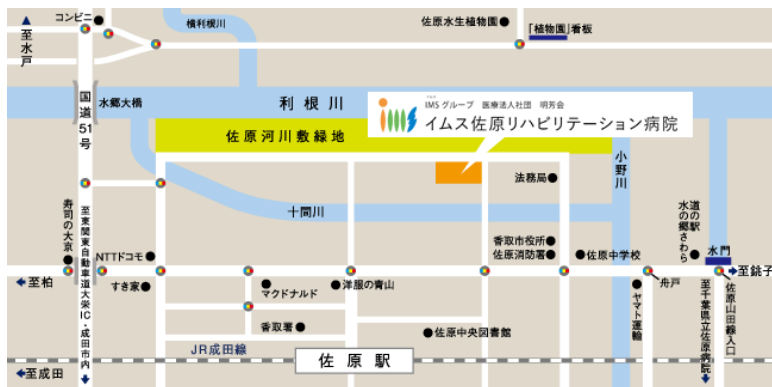 コンビニ
至水戸
横利根川
佐原水生植物園
「植物園」看板
国道51号
水郷大橋
利根川
IMSグループ 医療法人社団 明芳会
イムス佐原リハビリテーション病院
佐原河川敷緑地
小野川
法務局
十間川
寿司の大京
至東関東自動車道大栄IC・成田市内
NTTドコモ
すき家
香取市役所
佐原消防署
佐原中学校
道の駅
水の郷さわら
水門
至柏
至銚子
マクドナルド
洋服の青山
舟戸
ヤマト運輸
佐原山田線入口
至千葉県立佐原病院
香取署
佐原中央図書館
JR成田線
佐原駅
至成田